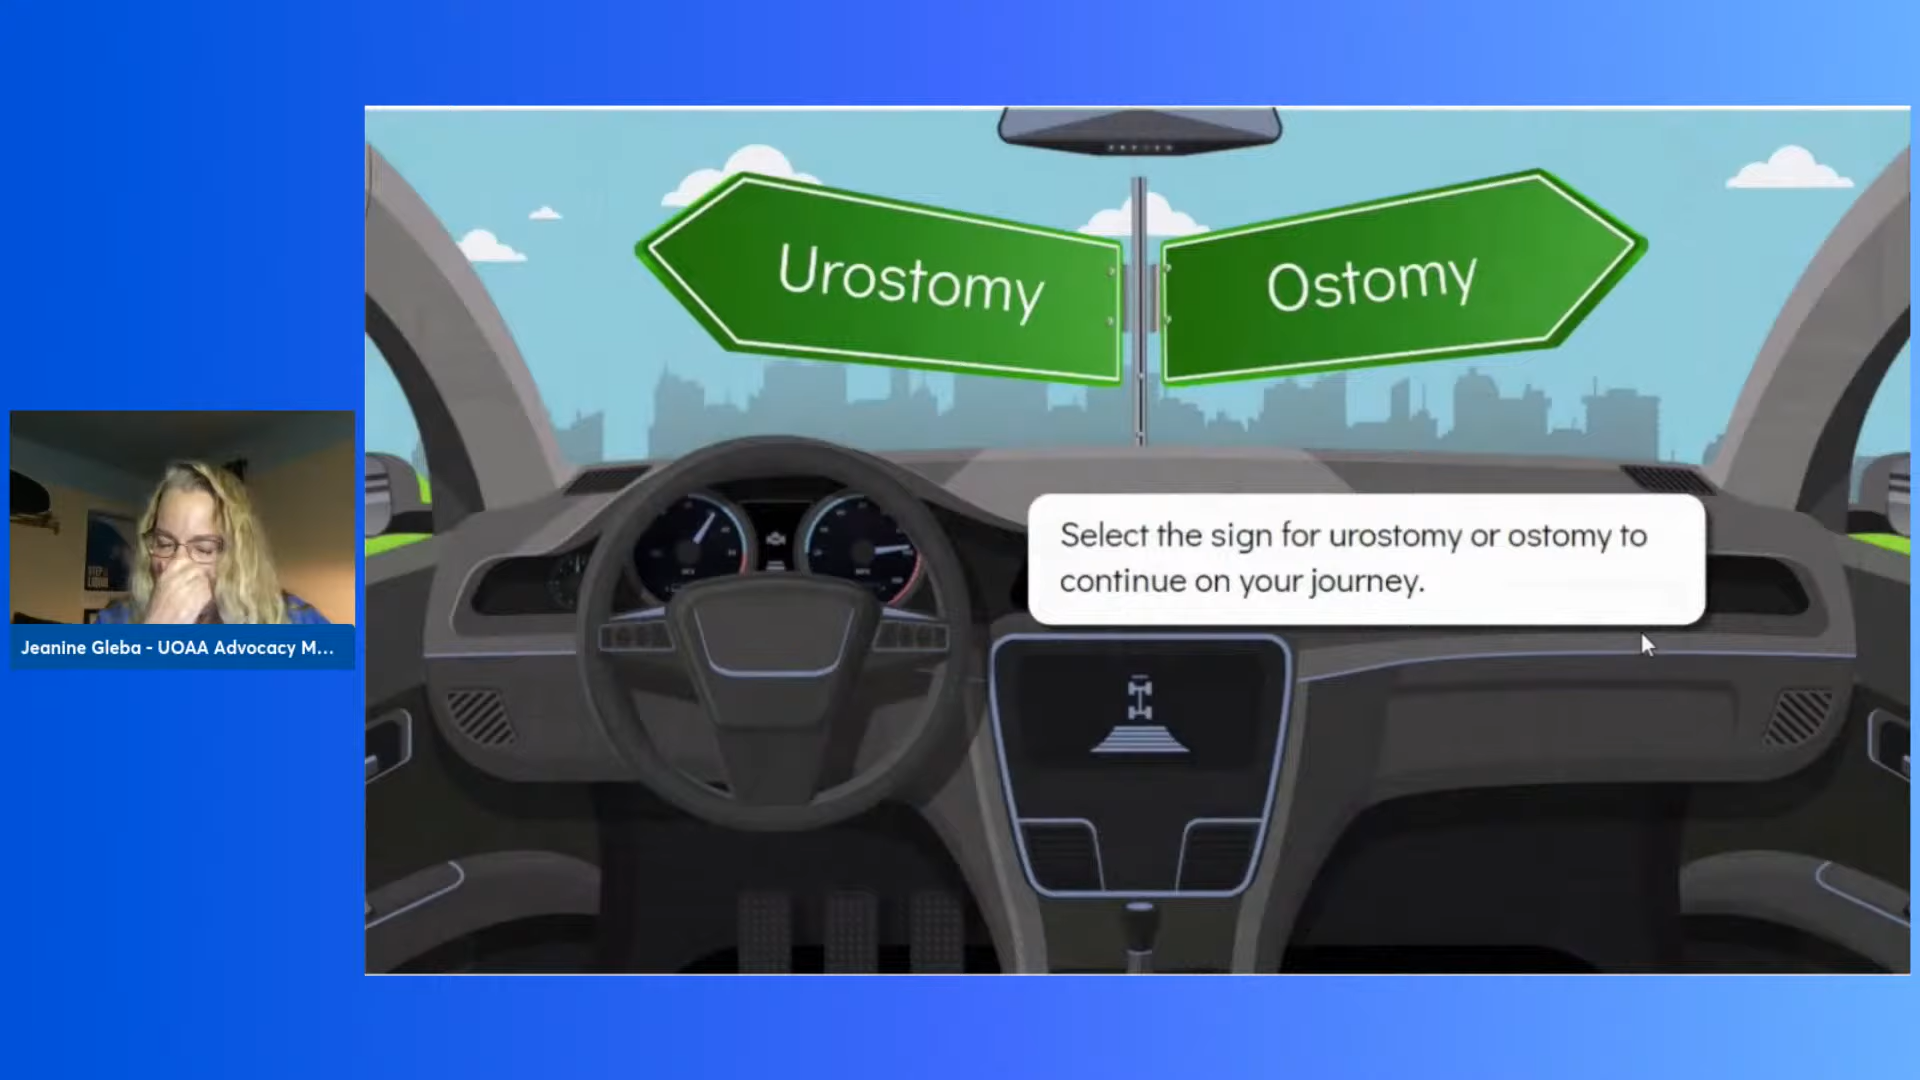 Urostomy
Ostomy
Select the sign for urostomy or ostomy to
continue on your journey.
Jeanine Gleba - UOAA Advocacy M...